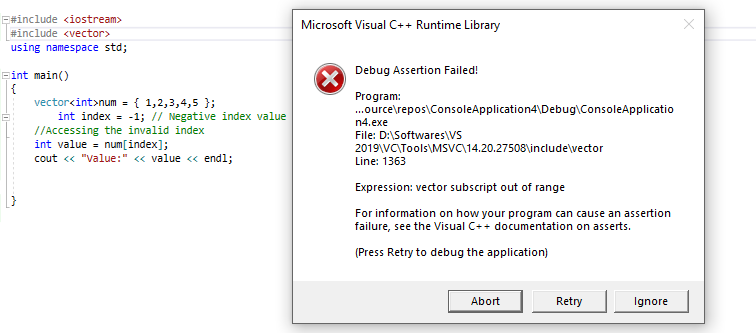 #include <iostream>
#include <vector>
using namespace std;
int main()
{
vector<int>num = { 1,2,3,4,5 };
int index = -1; // Negative index value
//Accessing the invalid index
int value = num[index];
cout << "Value:" << value << endl;
}
Microsoft Visual C++ Runtime Library
Debug Assertion Failed!
Program:
...ource\repos\ConsoleApplication4\Debug\ConsoleApplicatio
n4.exe
File: D:\Softwares\VS
2019\VC\Tools\MSVC\14.20.27508\include\vector
Line: 1363
Expression: vector subscript out of range
For information on how your program can cause an assertion
failure, see the Visual C++ documentation on asserts.
(Press Retry to debug the application)
Abort
Retry
Ignore